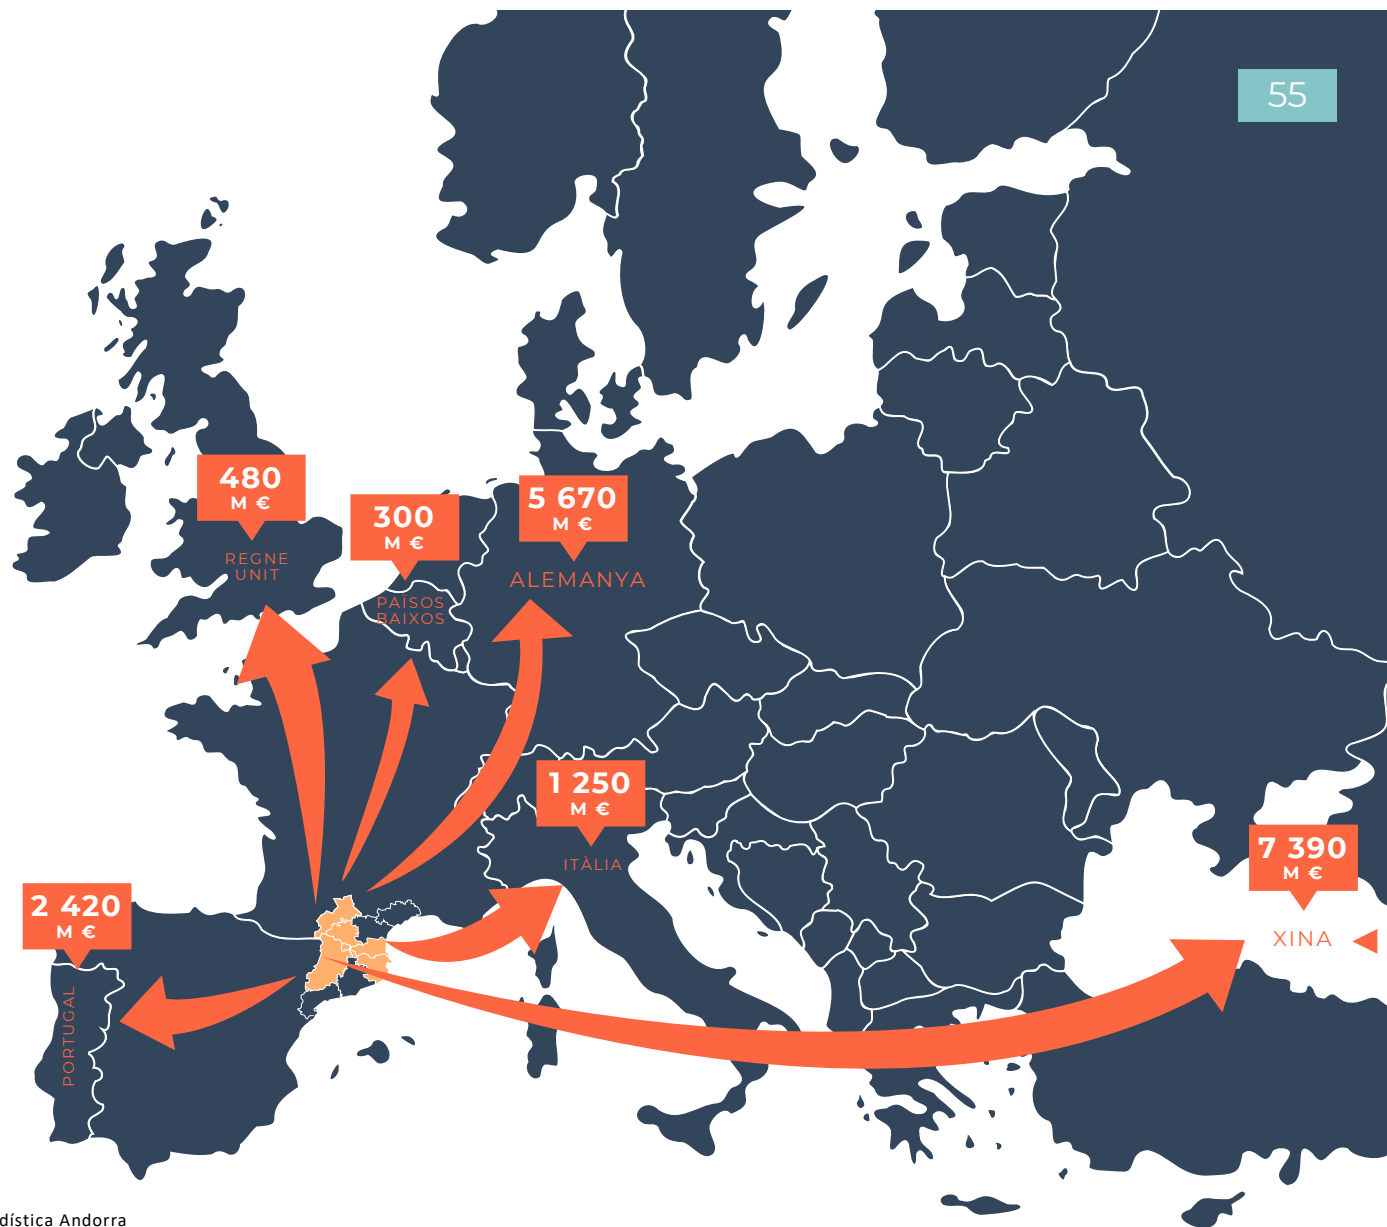 55
480
M €
REGNE
UNIT
300
M €
PAÏSOS
BAIXOS
5 670
M €
ALEMANYA
1 250
M €
ITÀLIA
7 390
M €
XINA
2 420
M €
PORTUGAL
dística Andorra